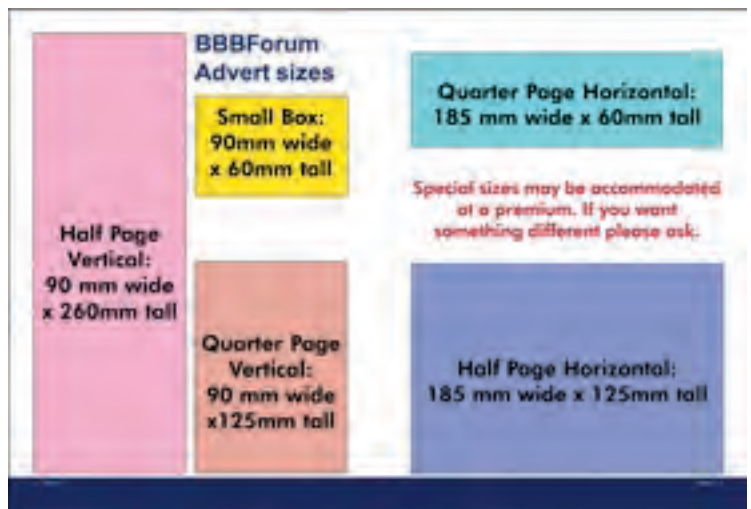 BBBForum
Advert sizes
Half Page
Vertical:
90 mm wide
x 260mm tall
Small Box:
90mm wide
x 60mm tall
Quarter Page
Vertical:
90 mm wide
x125mm tall
Quarter Page Horizontal:
185 mm wide x 60mm tall
Special sizes may be accommodated
at a premium. If you want
something different please ask.
Half Page Horizontal:
185 mm wide x 125mm tall